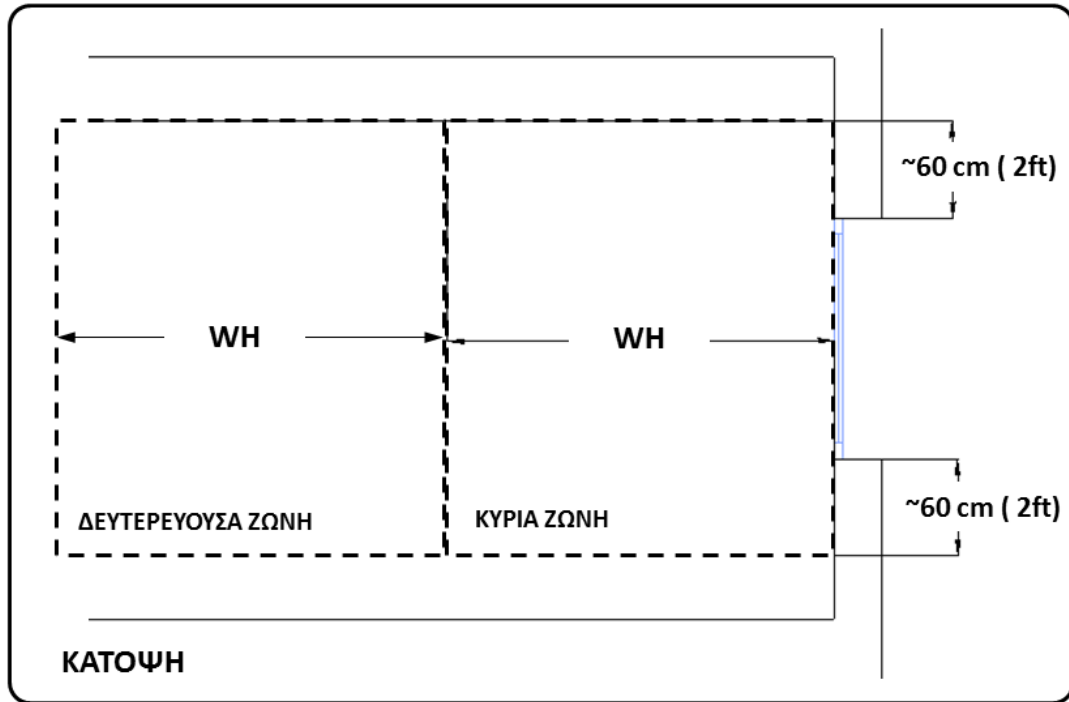 ~60 cm ( 2ft)
WH
WH
~60 cm ( 2ft)
ΔΕΥΤΕΡΕΥΟΥΣΑ ΖΩΝΗ
ΚΥΡΙΑ ΖΩΝΗ
ΚΑΤΟΨΗ